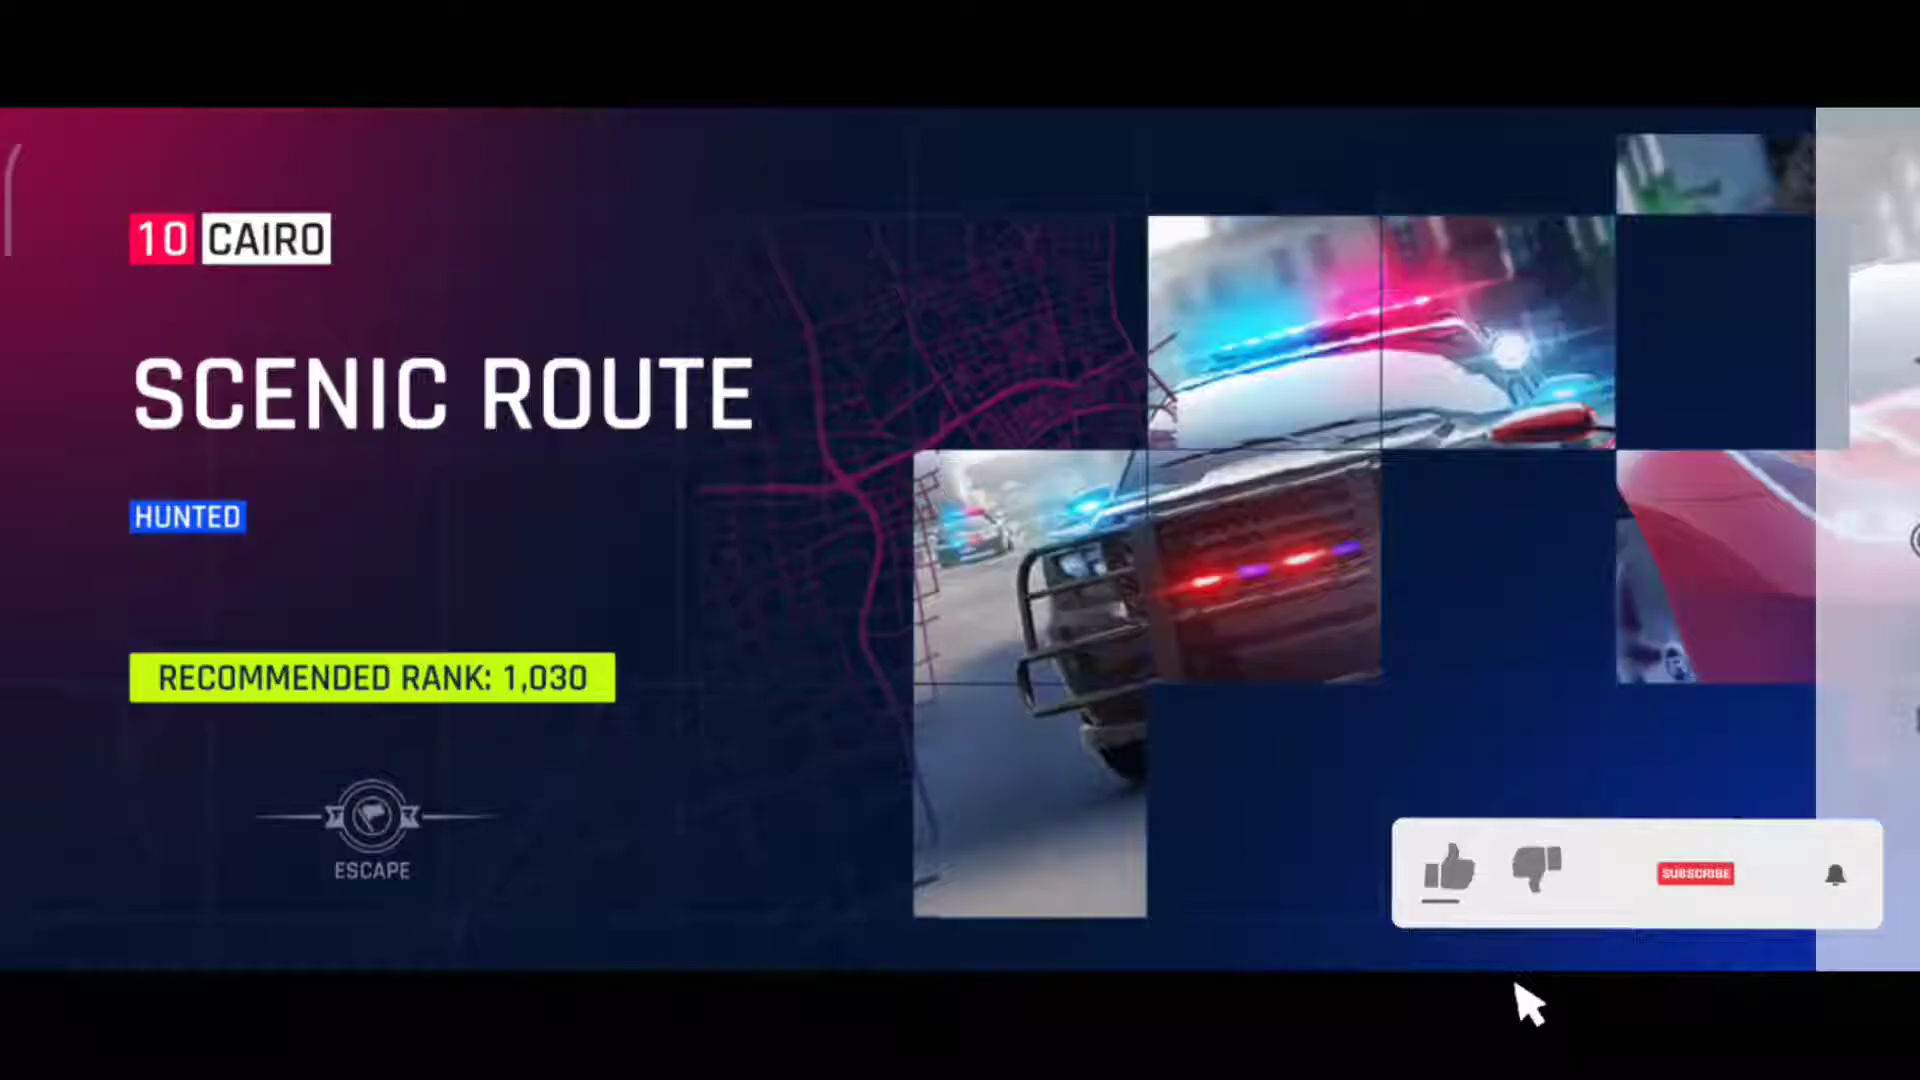 10 CAIRO
SCENIC ROUTE
HUNTED
RECOMMENDED RANK: 1,030
ESCAPE
SUBSCRIBE